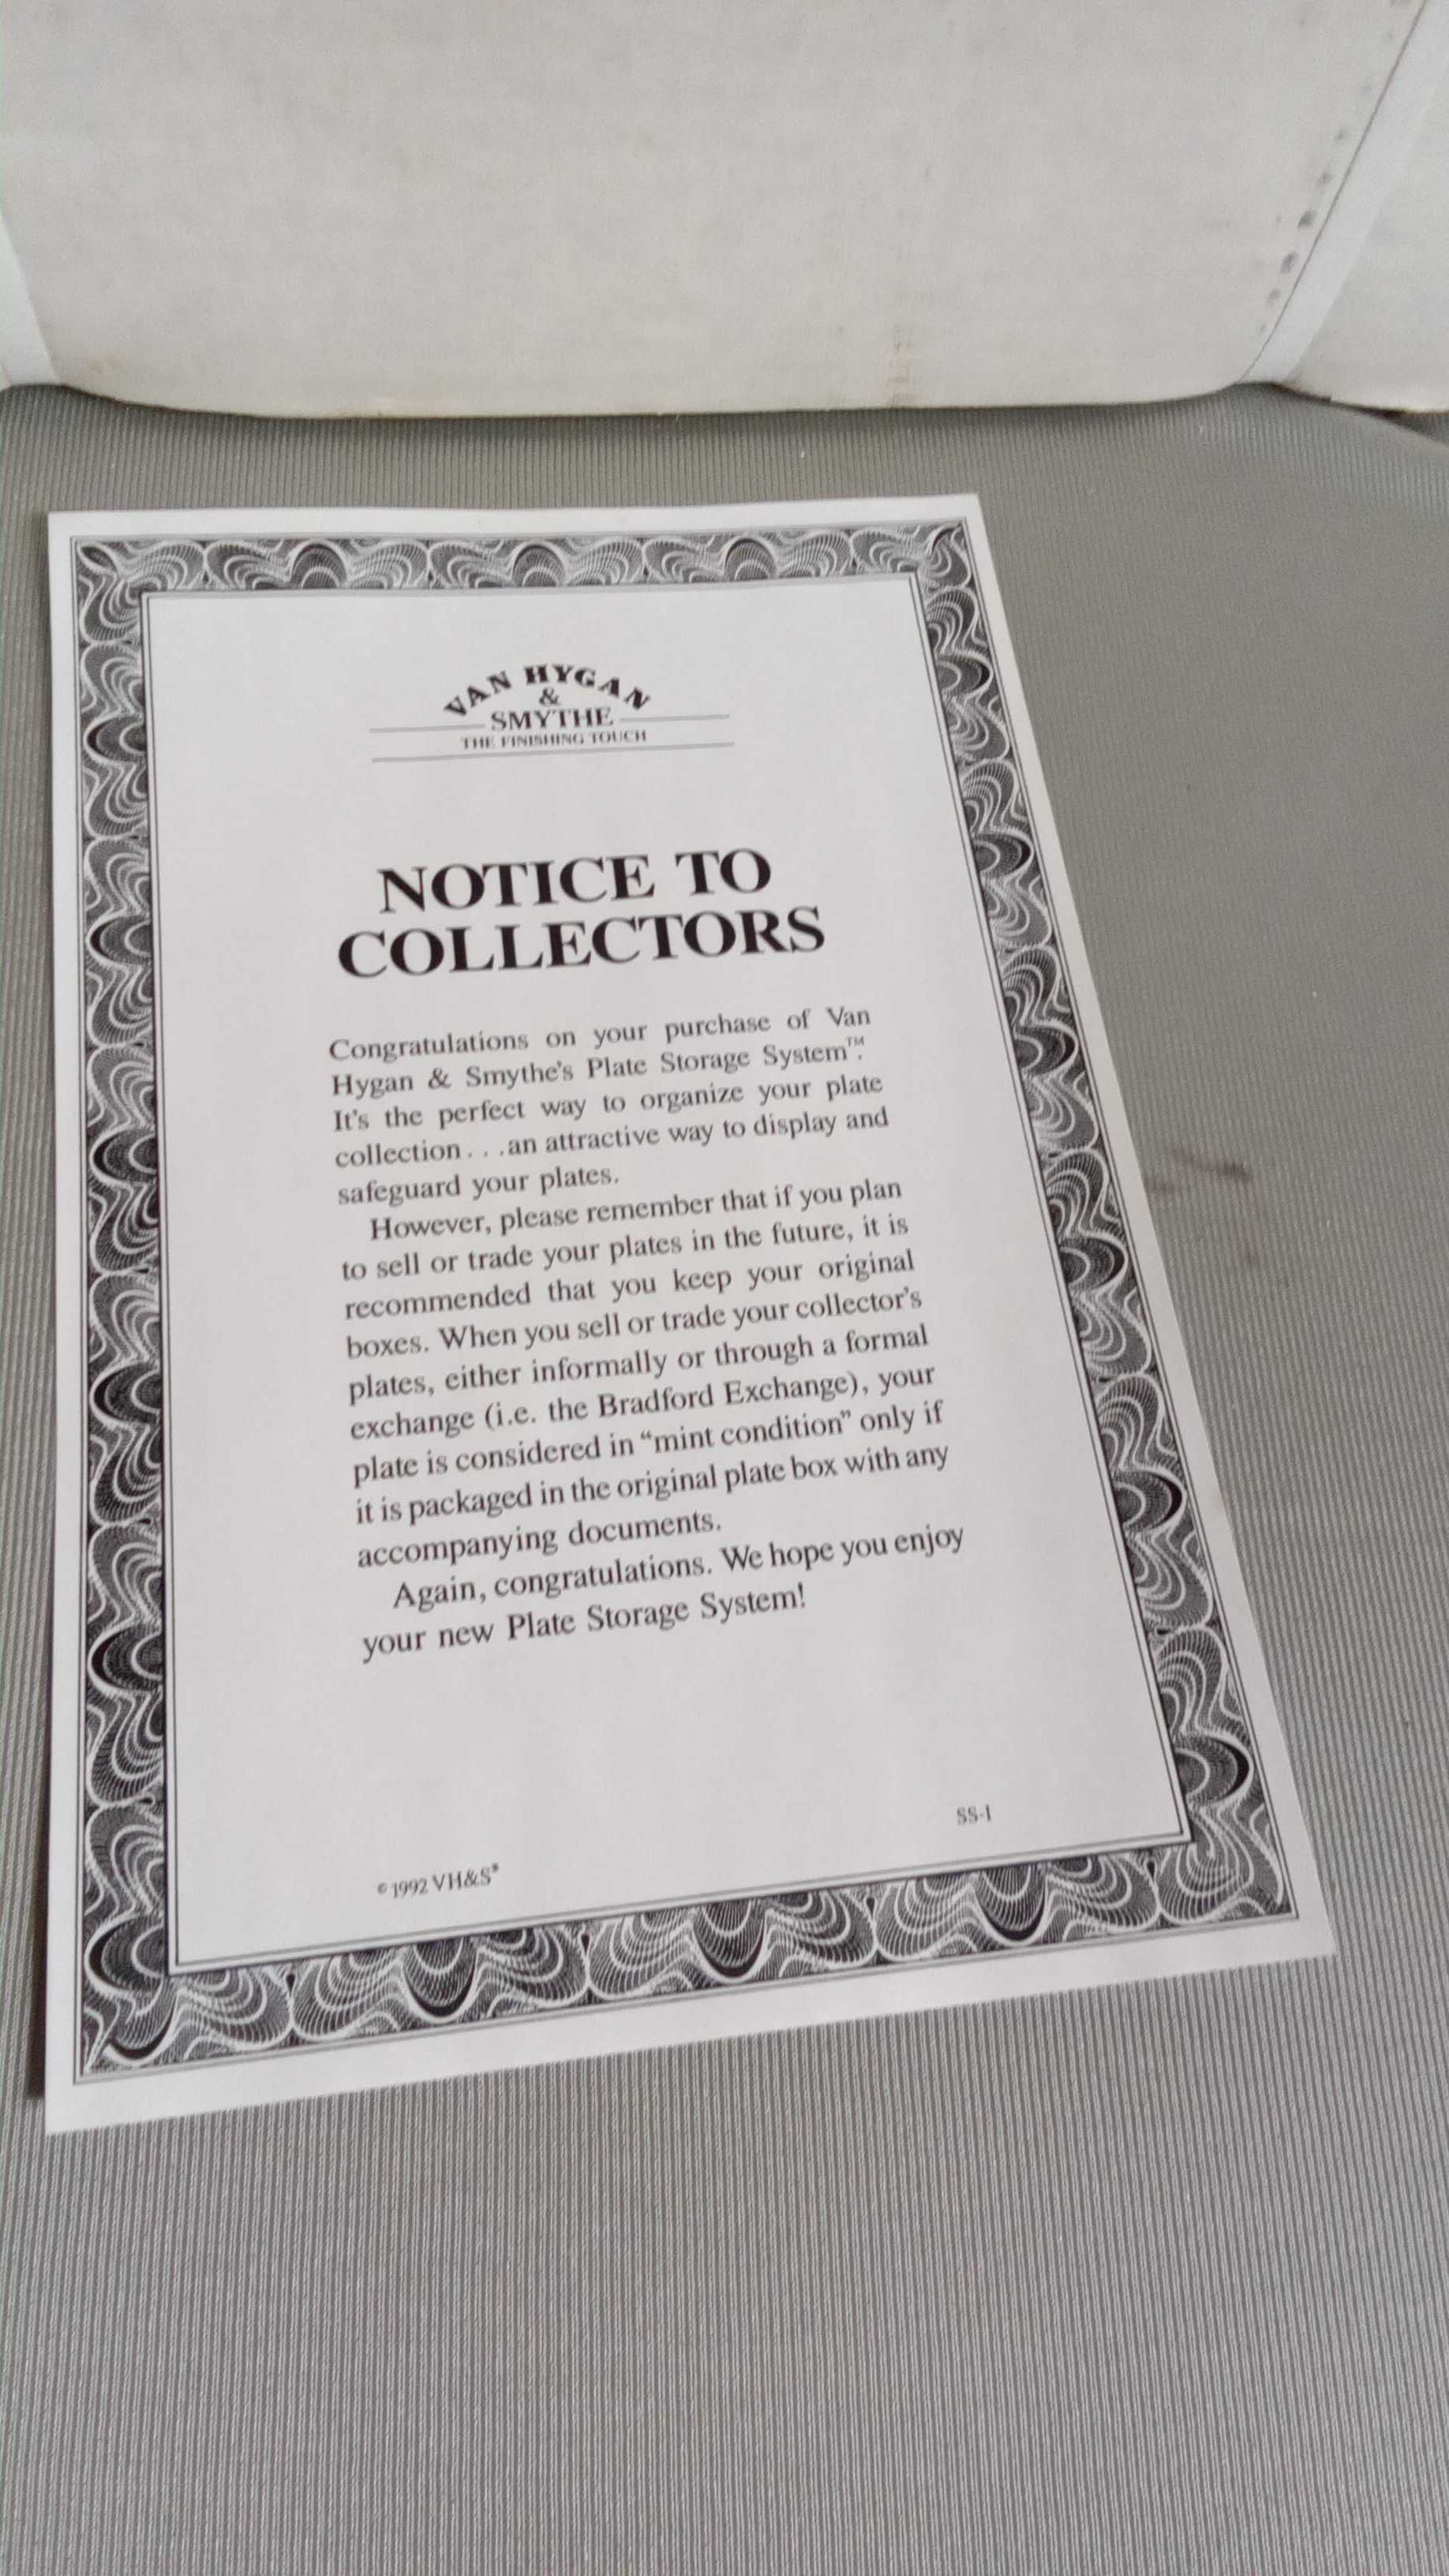 VAN HYGAN
&
SMYTHE
THE FINISHING TOUCH
NOTICE TO
COLLECTORS
Congratulations on your purchase of Van
Hygan & Smythe's Plate Storage System™.
It's the perfect way to organize your plate
collection...an attractive way to display and
safeguard your plates.
However, please remember that if you plan
to sell or trade your plates in the future, it is
recommended that you keep your original
boxes. When you sell or trade your collector's
plates, either informally or through a formal
exchange (i.e. the Bradford Exchange), your
plate is considered in “mint condition” only if
it is packaged in the original plate box with any
accompanying documents.
Again, congratulations. We hope you enjoy
your new Plate Storage System!
SS-1
© 1992 VH&S®